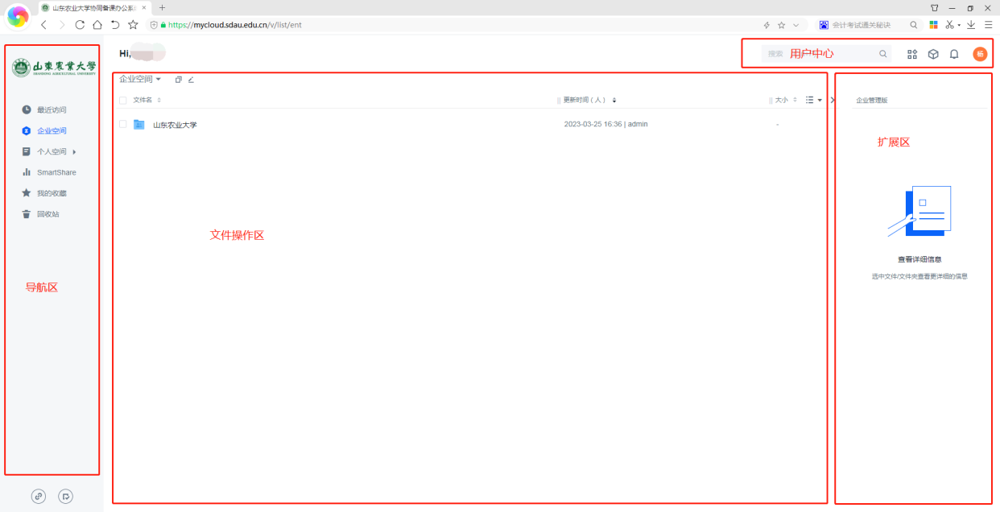 山东农业大学协同备课办公系
https://mycloud.sdau.edu.cn/v/list/ent
会计考试通关秘诀
山東農業大學
SHANDONG AGRICULTURAL UNIVERSITY
Hi,
搜索 用户中心
杨
企业空间
文件名
更新时间（人）
大小
企业管理版
最近访问
企业空间
个人空间
SmartShare
我的收藏
回收站
山东农业大学
2023-03-25 16:36 | admin
-
扩展区
文件操作区
导航区
查看详细信息
选中文件/文件夹查看更详细的信息